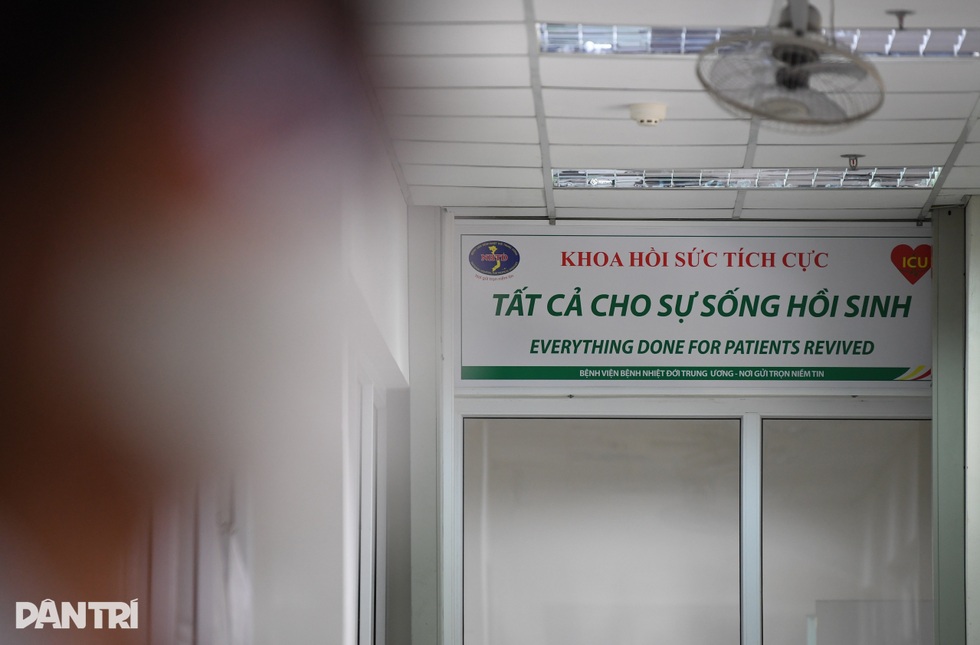 KHOA HỒI SỨC TÍCH CỰC
ICU
TẤT CẢ CHO SỰ SỐNG HỒI SINH
EVERYTHING DONE FOR PATIENTS REVIVED
BỆNH VIỆN BỆNH NHIỆT ĐỚI TRUNG ƯƠNG - NƠI GỬI TRỌN NIỀM TIN
DÂN TRÍ